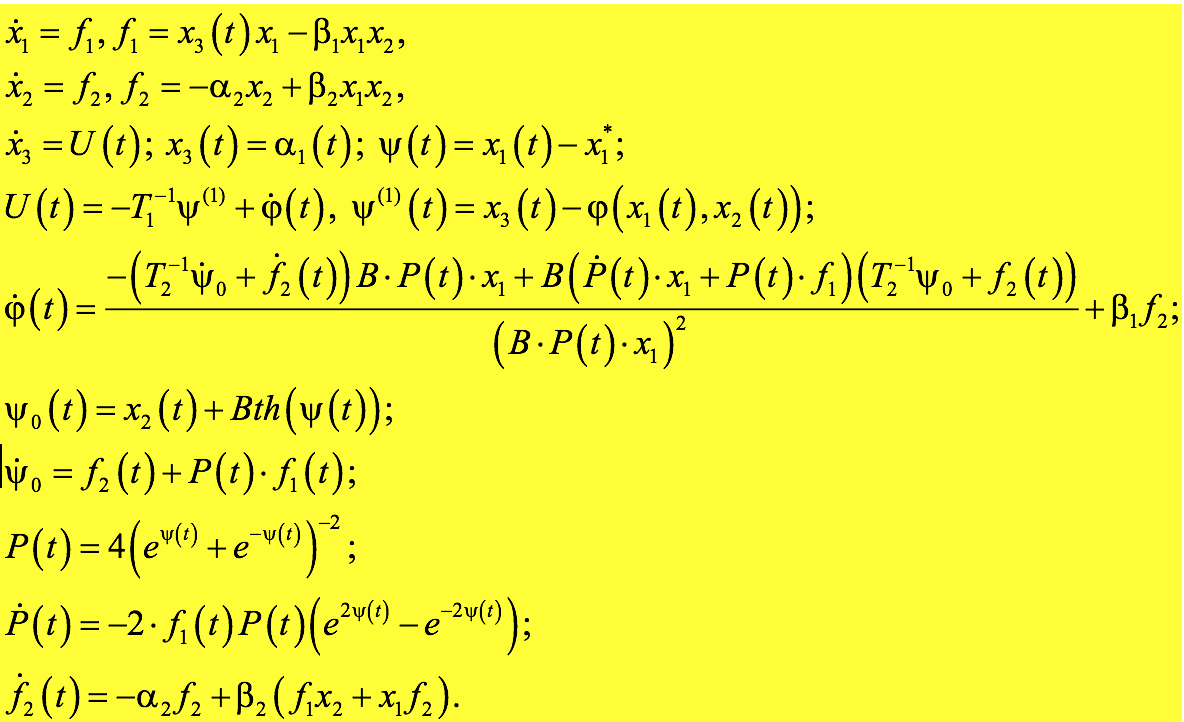 ẋ₁ = f₁, f₁ = x₃(t)x₁ − β₁x₁x₂,
ẋ₂ = f₂, f₂ = −α₂x₂ + β₂x₁x₂,
ẋ₃ = U(t); x₃(t) = α₁(t); ψ(t) = x₁(t) − x₁*;
U(t) = −T₁⁻¹ψ⁽¹⁾ + φ̇(t), ψ⁽¹⁾(t) = x₃(t) − φ(x₁(t), x₂(t));
φ̇(t) = (−(T₂⁻¹ψ̇₀ + ḟ₂(t))B·P(t)·x₁ + B(Ṗ(t)·x₁ + P(t)·f₁)(T₂⁻¹ψ₀ + f₂(t))) / (B·P(t)·x₁)² + β₁f₂;
ψ₀(t) = x₂(t) + Bth(ψ(t));
ψ̇₀ = f₂(t) + P(t)·f₁(t);
P(t) = 4(e^{ψ(t)} + e^{−ψ(t)})⁻²;
Ṗ(t) = −2·f₁(t)P(t)(e^{2ψ(t)} − e^{−2ψ(t)});
ḟ₂(t) = −α₂f₂ + β₂(f₁x₂ + x₁f₂).